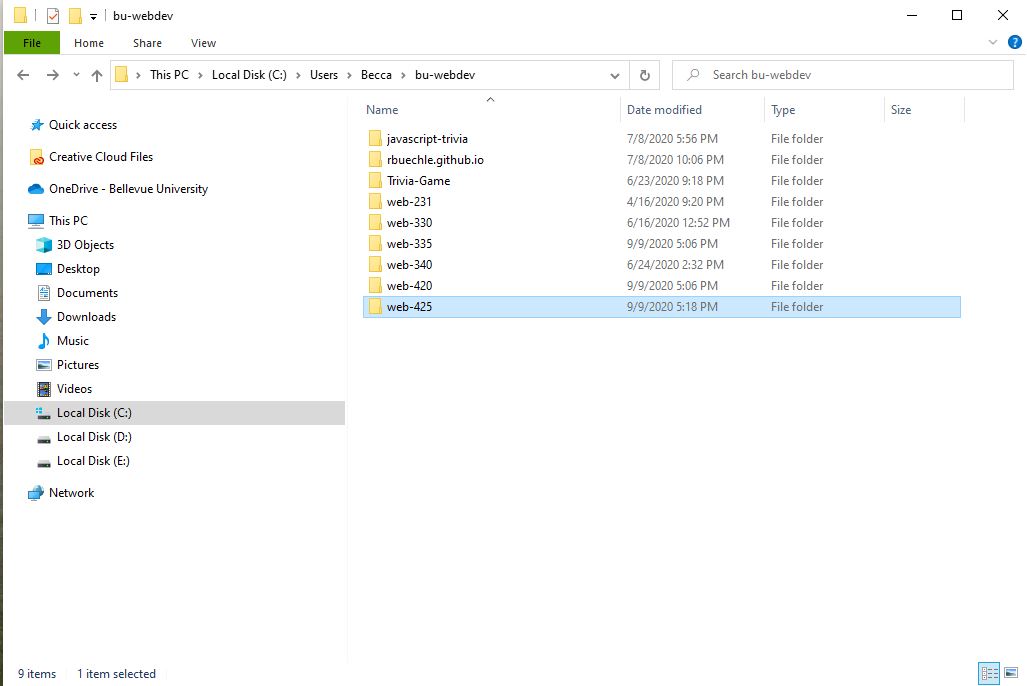 bu-webdev
File Home Share View
This PC Local Disk (C:) Users Becca bu-webdev Search bu-webdev
Quick access
Creative Cloud Files
OneDrive - Bellevue University
This PC
3D Objects
Desktop
Documents
Downloads
Music
Pictures
Videos
Local Disk (C:)
Local Disk (D:)
Local Disk (E:)
Network
Name Date modified Type Size
javascript-trivia 7/8/2020 5:56 PM File folder
rbuechle.github.io 7/8/2020 10:06 PM File folder
Trivia-Game 6/23/2020 9:18 PM File folder
web-231 4/16/2020 9:20 PM File folder
web-330 6/16/2020 12:52 PM File folder
web-335 9/9/2020 5:06 PM File folder
web-340 6/24/2020 2:32 PM File folder
web-420 9/9/2020 5:06 PM File folder
web-425 9/9/2020 5:18 PM File folder
9 items 1 item selected